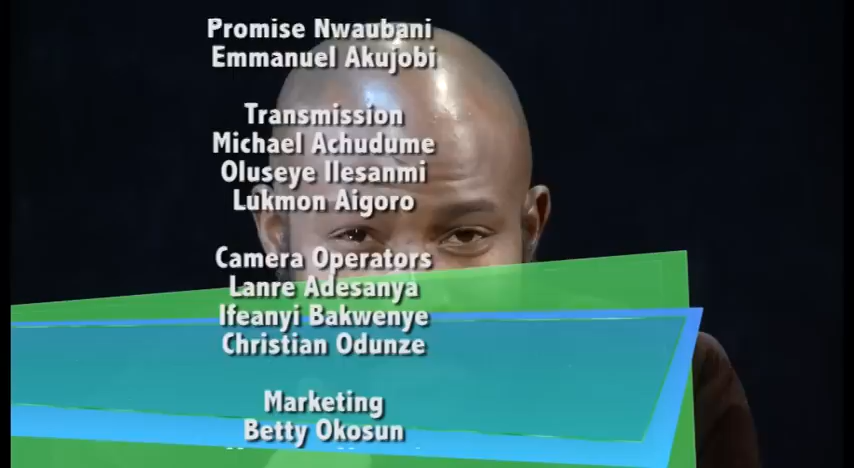 Promise Nwaubani
Emmanuel Akujobi
Transmission
Michael Achudume
Oluseye Ilesanmi
Lukmon Aigoro
Camera Operators
Lanre Adesanya
Ifeanyi Bakwenye
Christian Odunze
Marketing
Betty Okosun